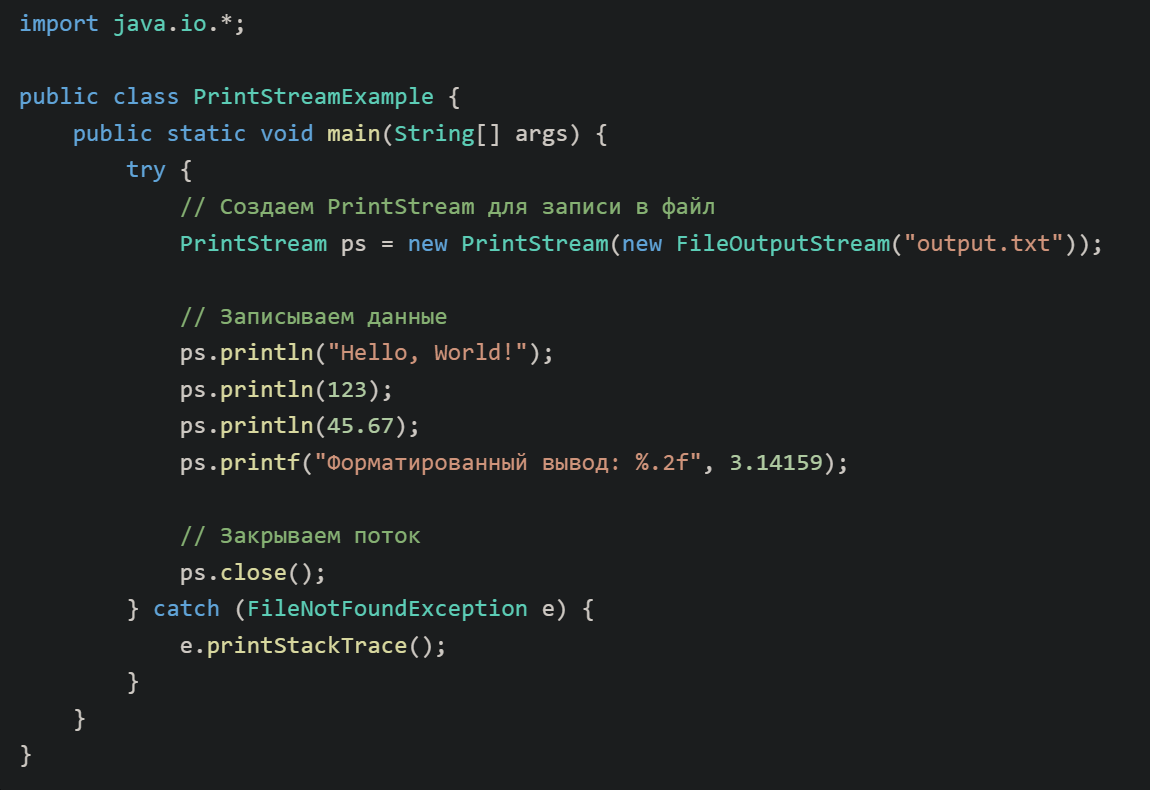 import java.io.*;
public class PrintStreamExample {
public static void main(String[] args) {
try {
// Создаем PrintStream для записи в файл
PrintStream ps = new PrintStream(new FileOutputStream("output.txt"));
// Записываем данные
ps.println("Hello, World!");
ps.println(123);
ps.println(45.67);
ps.printf("Форматированный вывод: %.2f", 3.14159);
// Закрываем поток
ps.close();
} catch (FileNotFoundException e) {
e.printStackTrace();
}
}
}